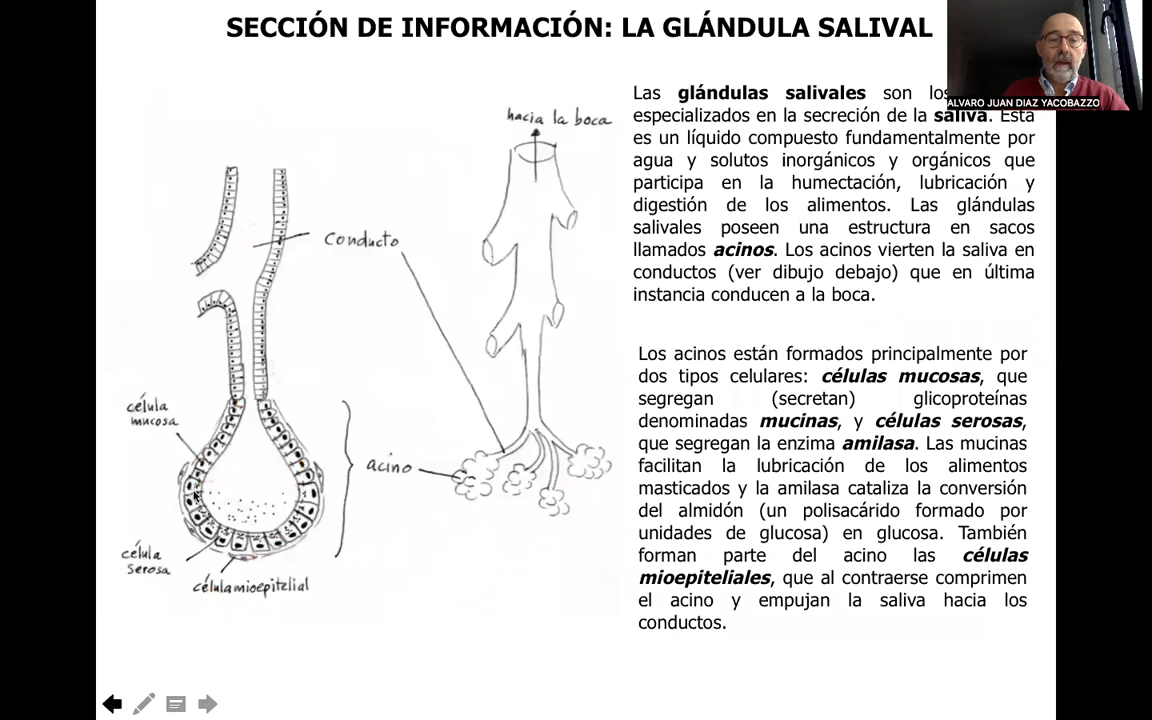 SECCIÓN DE INFORMACIÓN: LA GLÁNDULA SALIVAL
ALVARO JUAN DIAZ YACOBAZZO
hacia la boca
conducto
célula
mucosa
acino
célula
serosa
célula mioepitelial
Las glándulas salivales son los
especializados en la secreción de la saliva. Esta
es un líquido compuesto fundamentalmente por
agua y solutos inorgánicos y orgánicos que
participa en la humectación, lubricación y
digestión de los alimentos. Las glándulas
salivales poseen una estructura en sacos
llamados acinos. Los acinos vierten la saliva en
conductos (ver dibujo debajo) que en última
instancia conducen a la boca.
Los acinos están formados principalmente por
dos tipos celulares: células mucosas, que
segregan (secretan) glicoproteínas
denominadas mucinas, y células serosas,
que segregan la enzima amilasa. Las mucinas
facilitan la lubricación de los alimentos
masticados y la amilasa cataliza la conversión
del almidón (un polisacárido formado por
unidades de glucosa) en glucosa. También
forman parte del acino las células
mioepiteliales, que al contraerse comprimen
el acino y empujan la saliva hacia los
conductos.